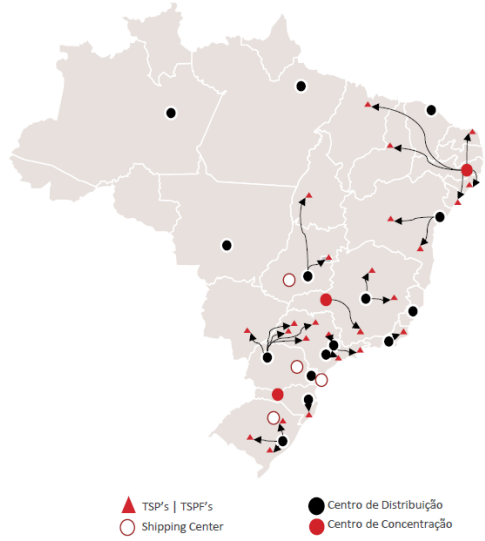 TSP's | TSPF's
Centro de Distribuição
Shipping Center
Centro de Concentração